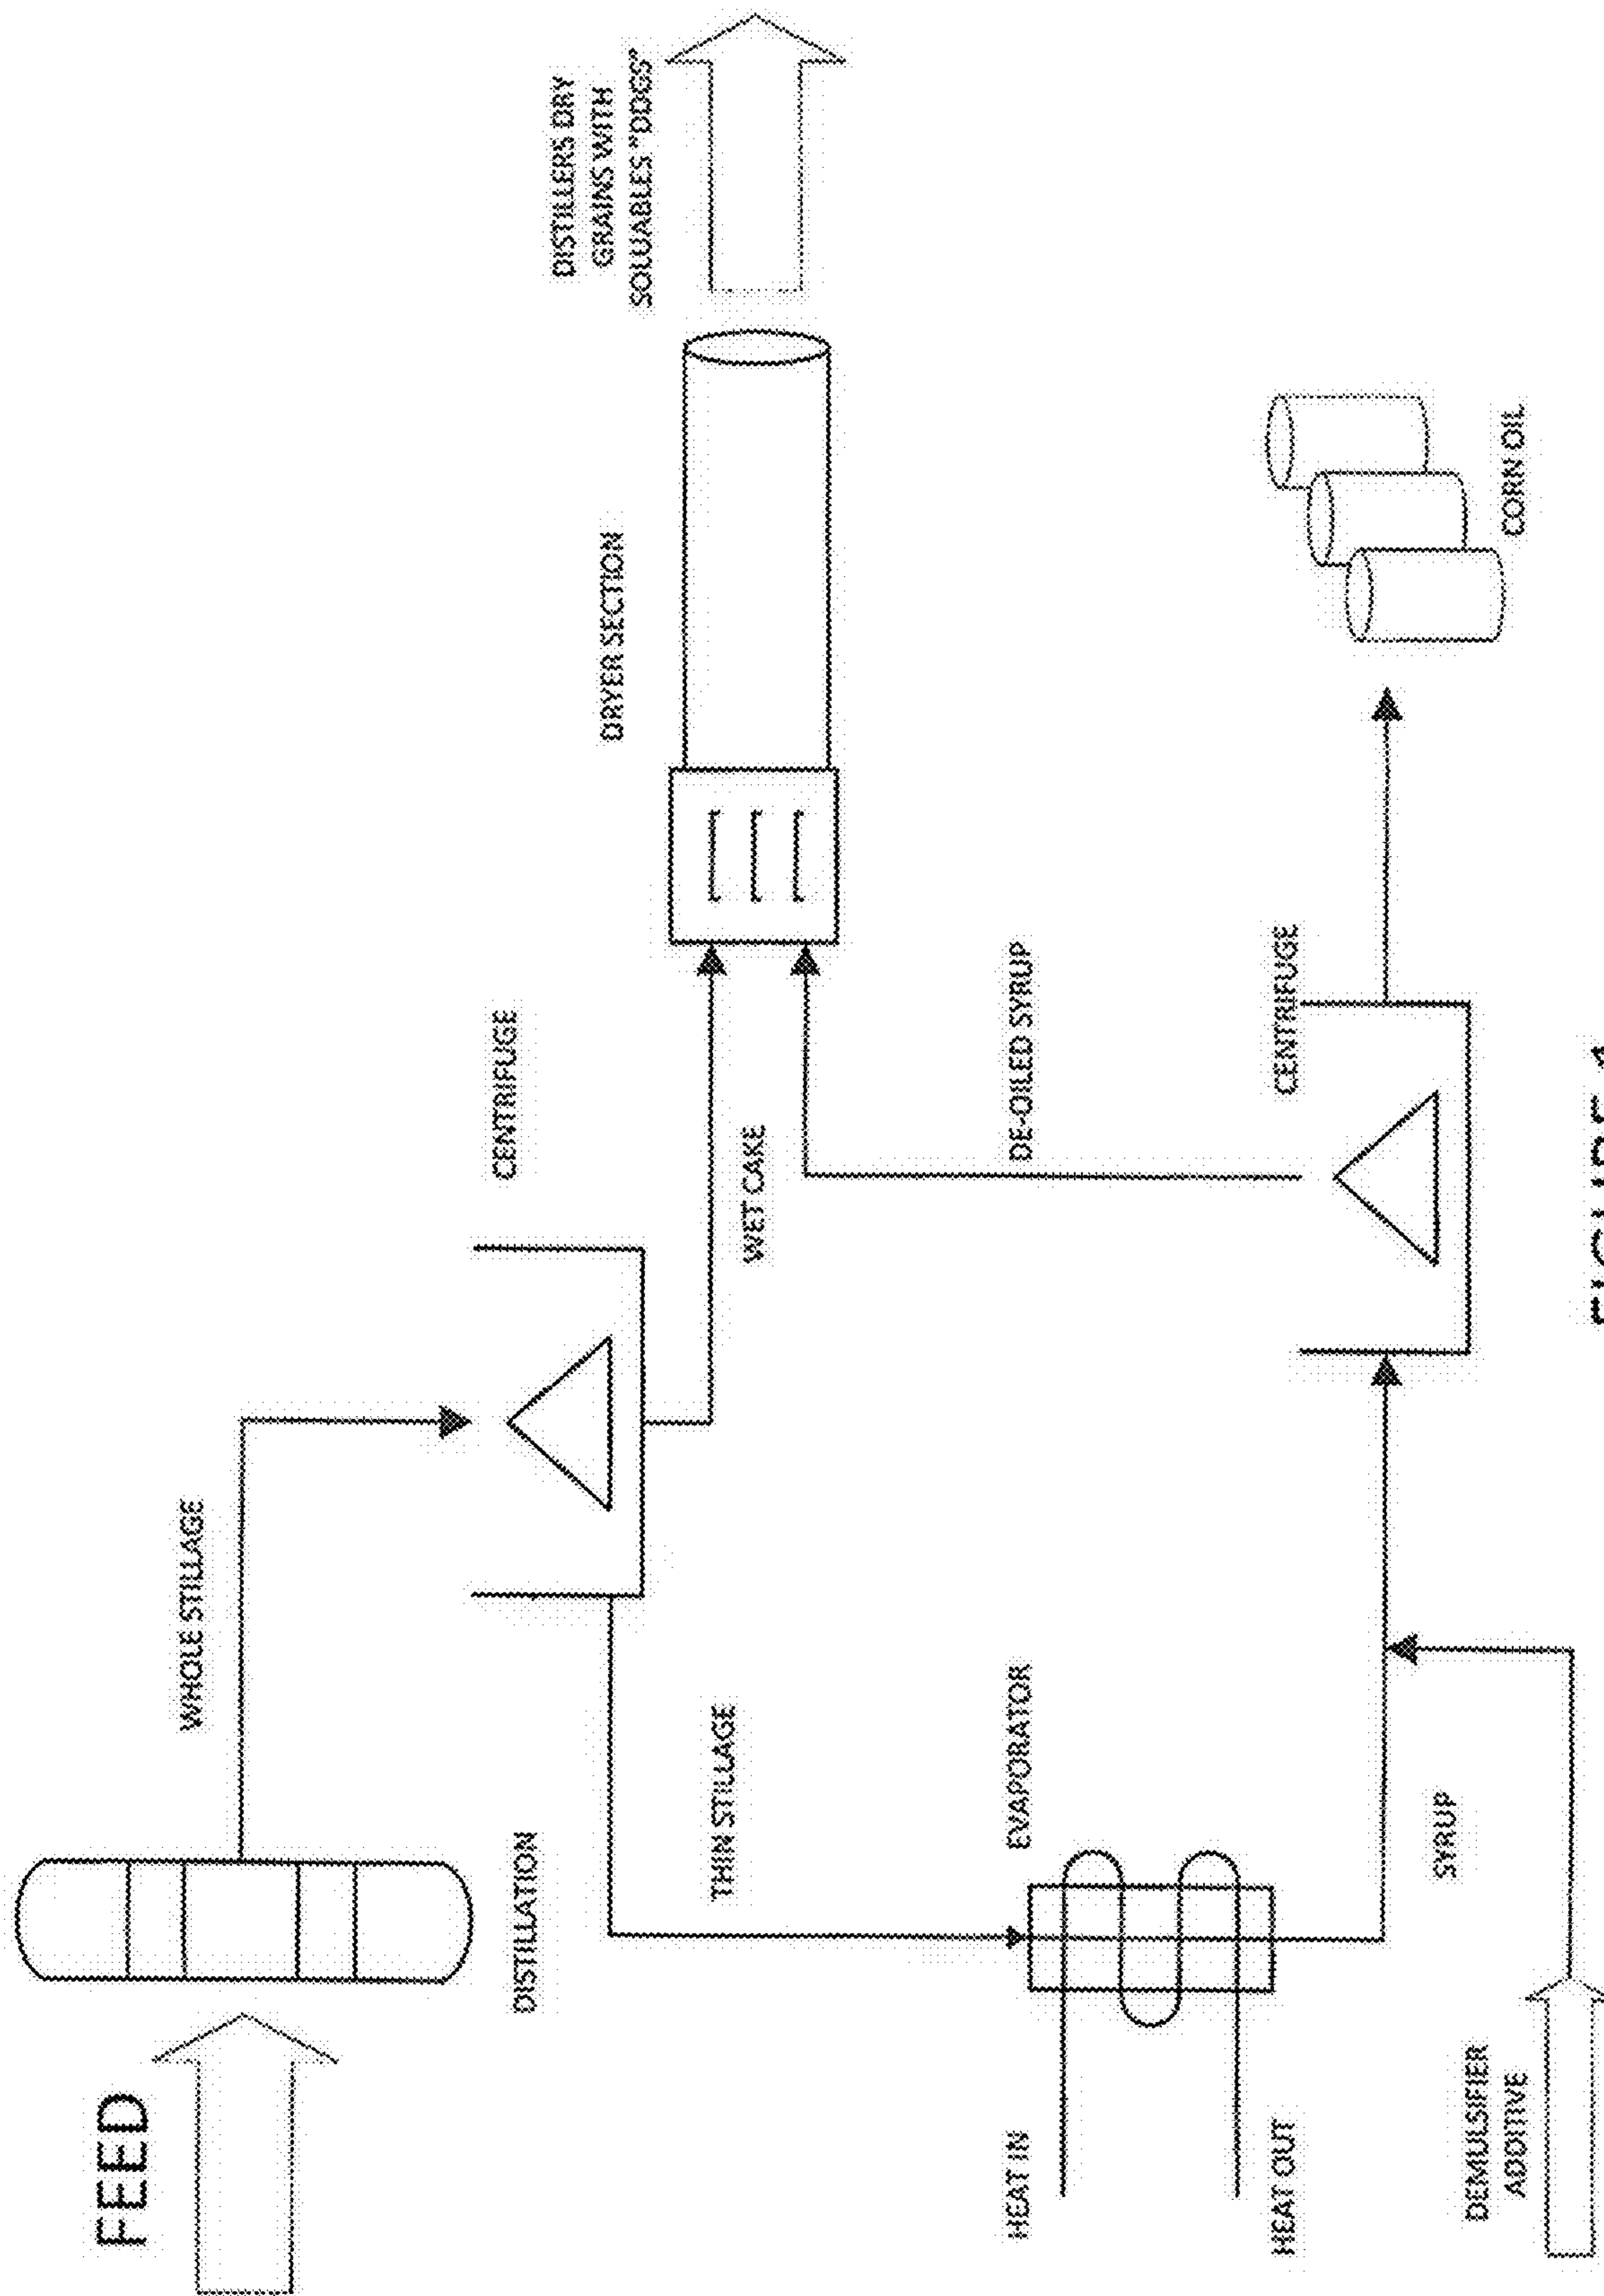 FEED
WHOLE STILLAGE
DISTILLATION
CENTRIFUGE
DISTILLERS DRY
GRAINS WITH
SOLUABLES "DDGS"
DRYER SECTION
THIN STILLAGE
WET CAKE
HEAT IN
EVAPORATOR
DE-OILED SYRUP
HEAT OUT
CENTRIFUGE
SYRUP
DEMULSIFIER
ADDITIVE
CORN OIL
FIGURE